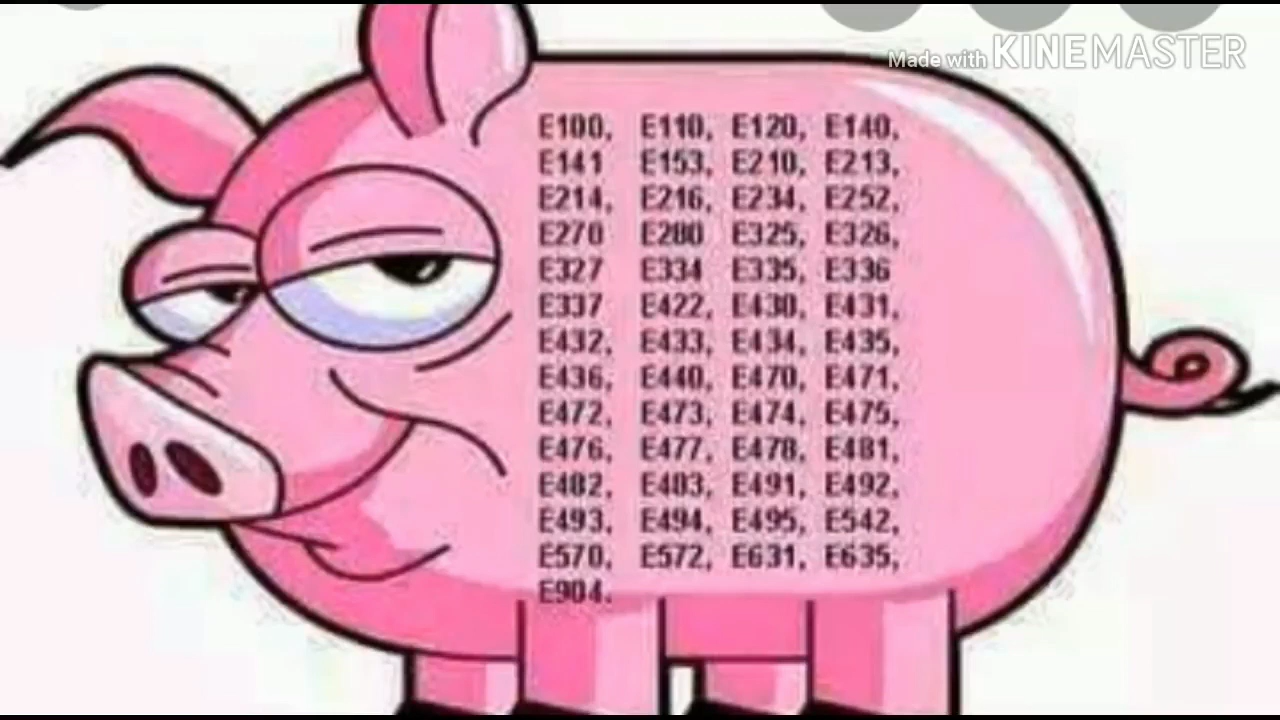 Made with KINEMASTER
E100, E110, E120, E140,
E141 E153, E210, E213,
E214, E216, E234, E252,
E270 E280 E325, E326,
E327 E334 E335, E336
E337 E422, E430, E431,
E432, E433, E434, E435,
E436, E440, E470, E471,
E472, E473, E474, E475,
E476, E477, E478, E481,
E482, E483, E491, E492,
E493, E494, E495, E542,
E570, E572, E631, E635,
E904.